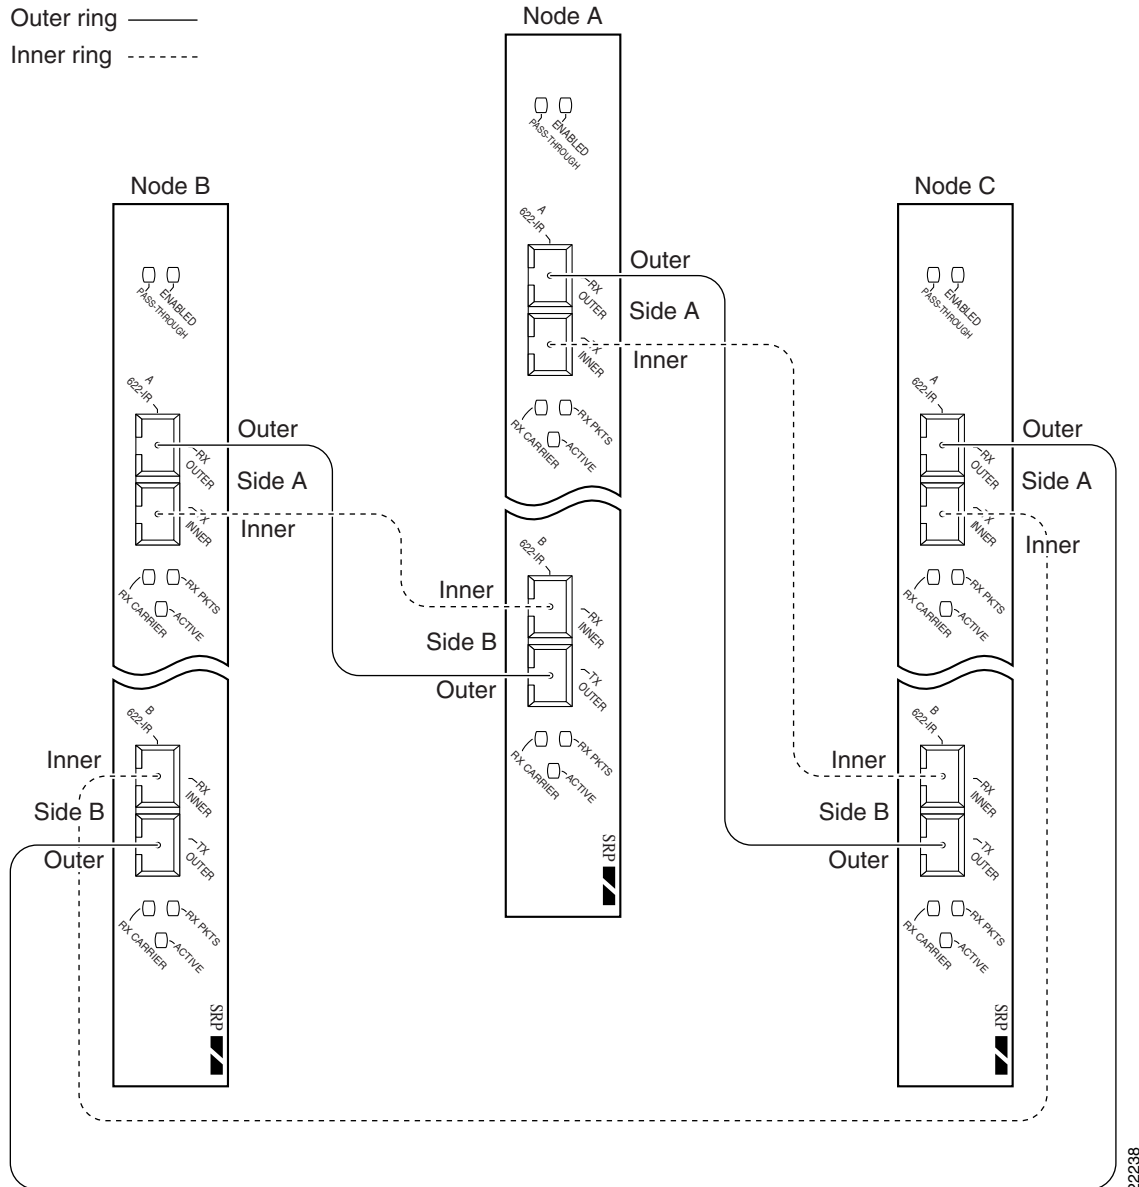 Outer ring
Inner ring
Node A
PASS-THROUGH
ENABLED
A
622-IR
Outer
RX
OUTER
Side A
TX
INNER
Inner
RX CARRIER
RX PKTS
ACTIVE
B
622-IR
Inner
RX
INNER
Side B
TX
OUTER
Outer
RX CARRIER
RX PKTS
ACTIVE
SRP
Node B
PASS-THROUGH
ENABLED
A
622-IR
Outer
RX
OUTER
Side A
TX
INNER
Inner
RX CARRIER
RX PKTS
ACTIVE
B
622-IR
Inner
RX
INNER
Side B
TX
OUTER
Outer
RX CARRIER
RX PKTS
ACTIVE
SRP
Node C
PASS-THROUGH
ENABLED
A
622-IR
Outer
RX
OUTER
Side A
TX
INNER
Inner
RX CARRIER
RX PKTS
ACTIVE
B
622-IR
Inner
RX
INNER
Side B
TX
OUTER
Outer
RX CARRIER
RX PKTS
ACTIVE
SRP
22238